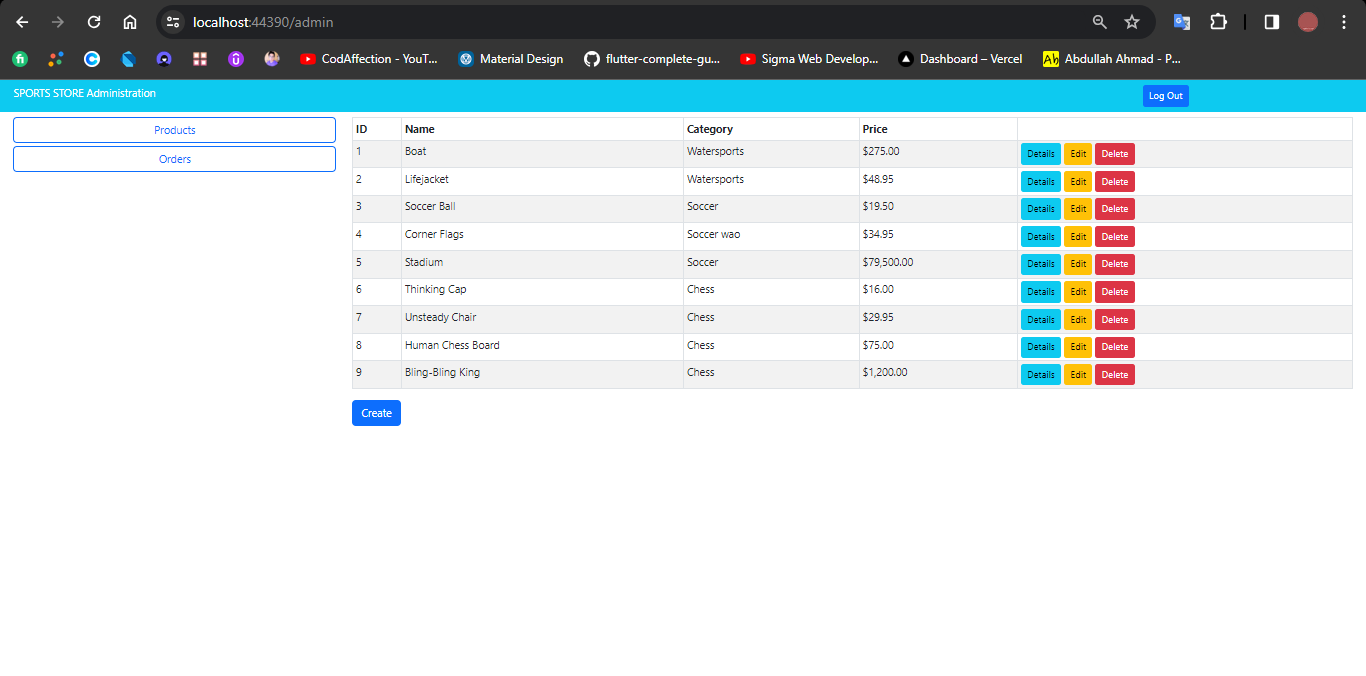 localhost:44390/admin
CodAffection - YouT... Material Design flutter-complete-gu... Sigma Web Develop... Dashboard – Vercel Ah Abdullah Ahmad - P...
SPORTS STORE Administration Log Out
Products
Orders
ID Name Category Price
1 Boat Watersports $275.00 Details Edit Delete
2 Lifejacket Watersports $48.95 Details Edit Delete
3 Soccer Ball Soccer $19.50 Details Edit Delete
4 Corner Flags Soccer wao $34.95 Details Edit Delete
5 Stadium Soccer $79,500.00 Details Edit Delete
6 Thinking Cap Chess $16.00 Details Edit Delete
7 Unsteady Chair Chess $29.95 Details Edit Delete
8 Human Chess Board Chess $75.00 Details Edit Delete
9 Bling-Bling King Chess $1,200.00 Details Edit Delete
Create